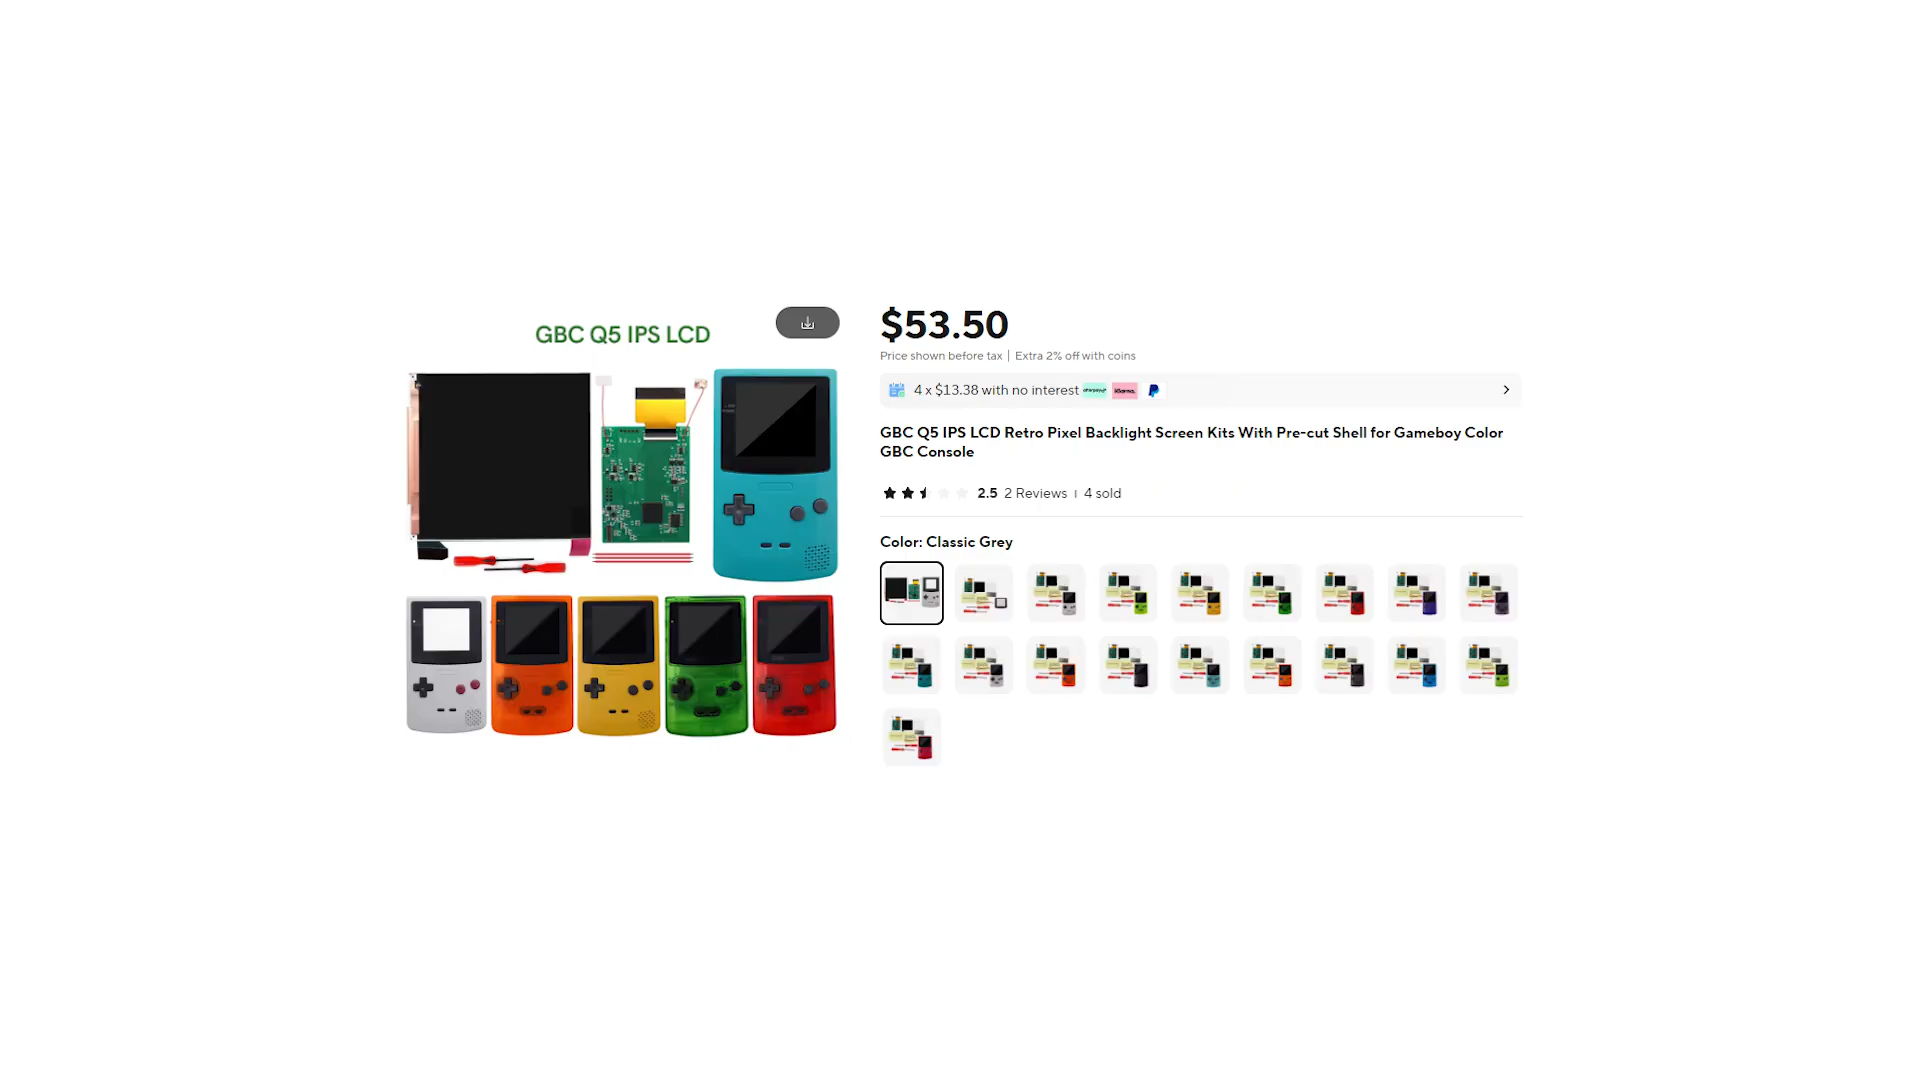 GBC Q5 IPS LCD
$53.50
Price shown before tax | Extra 2% off with coins
4 x $13.38 with no interest afterpay Klarna.
GBC Q5 IPS LCD Retro Pixel Backlight Screen Kits With Pre-cut Shell for Gameboy Color
GBC Console
2.5 2 Reviews | 4 sold
Color: Classic Grey